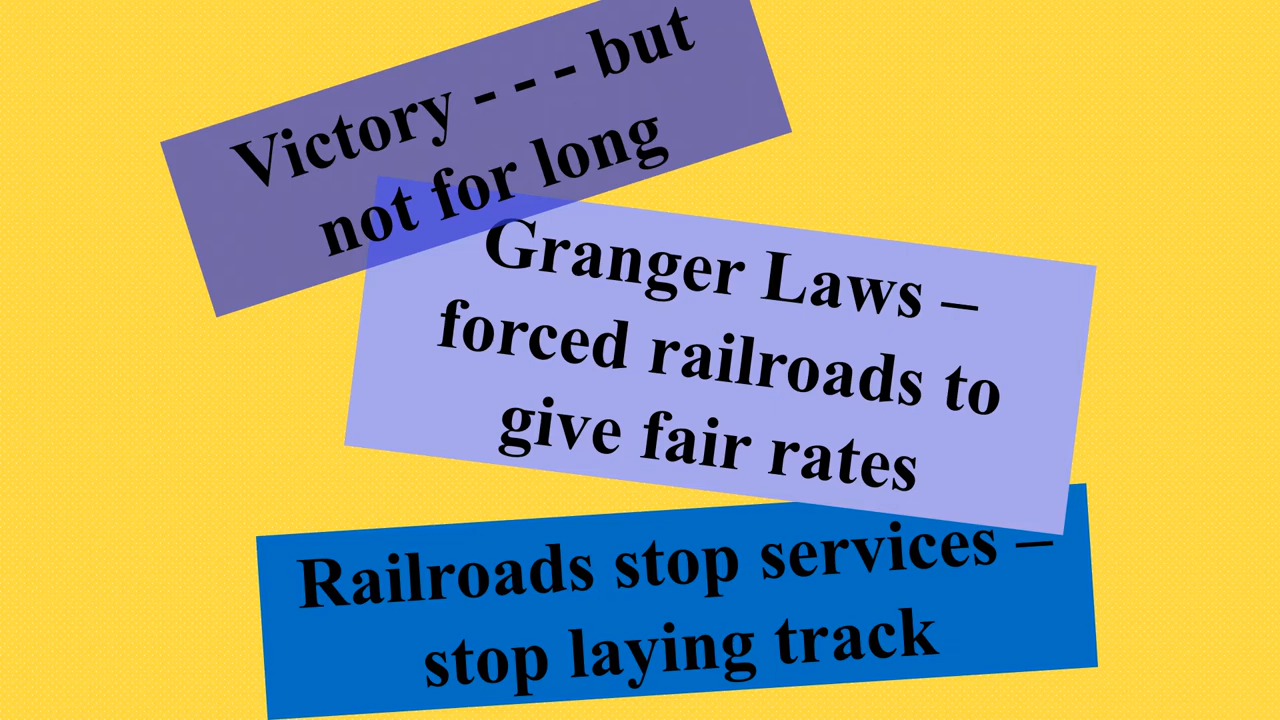 Victory - - - but
not for long
Granger Laws –
forced railroads to
give fair rates
Railroads stop services –
stop laying track